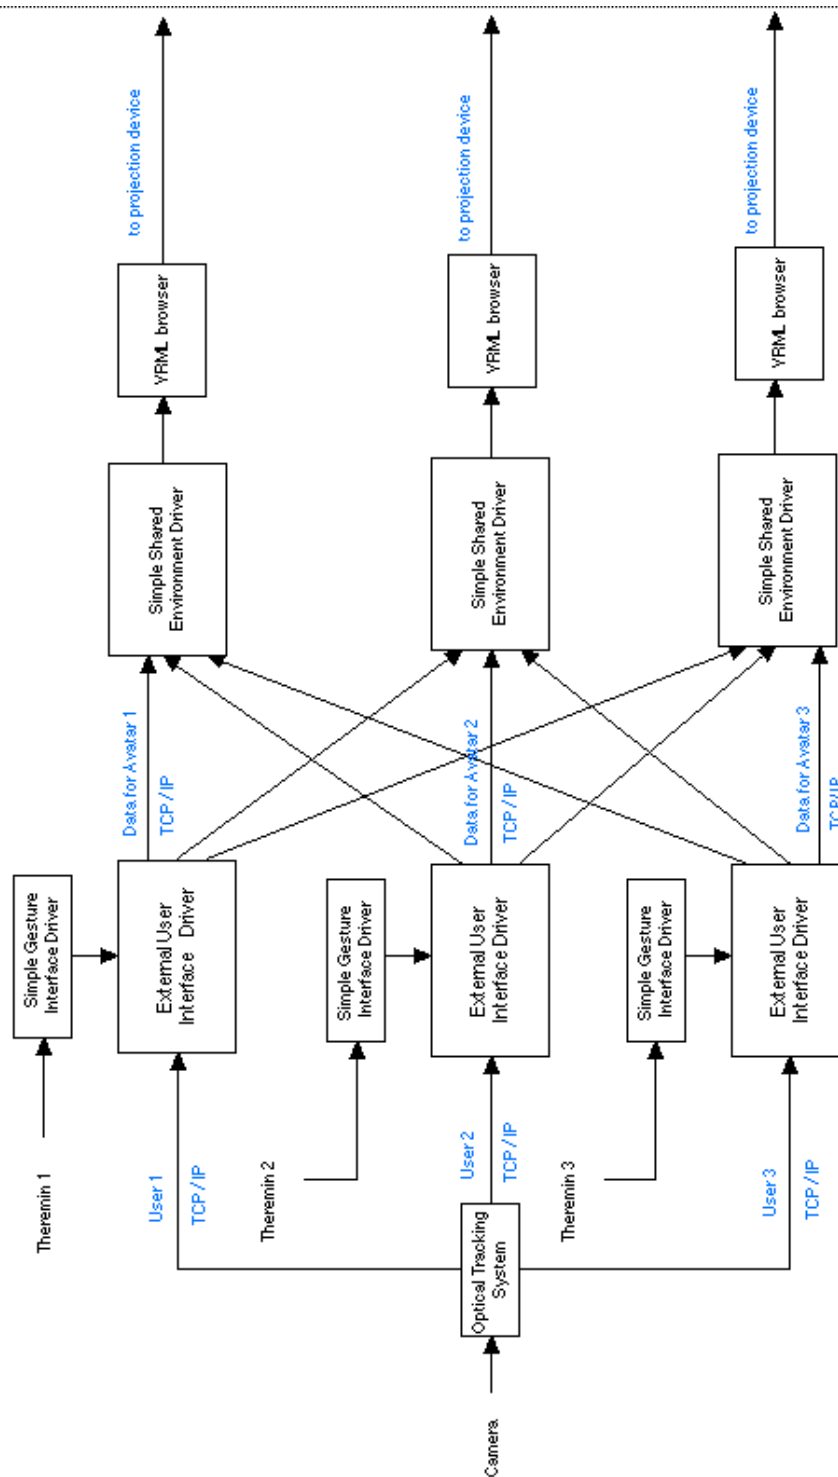 Camera
Optical Tracking
System
Theremin 1
User 1
TCP / IP
Simple Gesture
Interface Driver
External User
Interface Driver
Data for Avatar 1
TCP / IP
Simple Shared
Environment Driver
VRML browser
to projection device
Theremin 2
User 2
TCP / IP
Simple Gesture
Interface Driver
External User
Interface Driver
Data for Avatar 2
TCP / IP
Simple Shared
Environment Driver
VRML browser
to projection device
Theremin 3
User 3
TCP / IP
Simple Gesture
Interface Driver
External User
Interface Driver
Data for Avatar 3
TCP/IP
Simple Shared
Environment Driver
VRML browser
to projection device